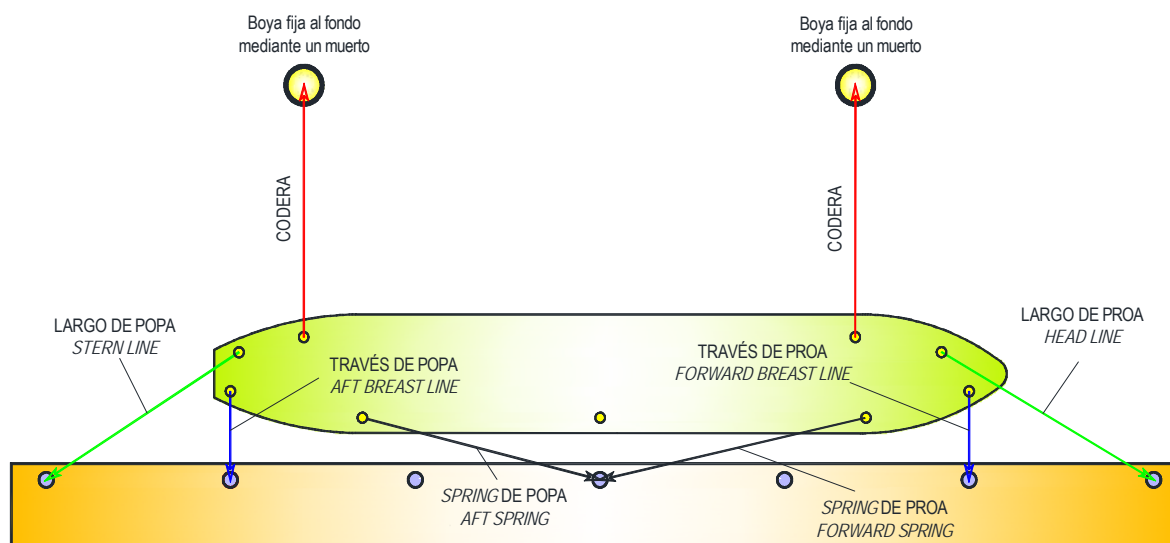 Boya fija al fondo
mediante un muerto
Boya fija al fondo
mediante un muerto
CODERA
CODERA
LARGO DE POPA
STERN LINE
TRAVÉS DE POPA
AFT BREAST LINE
TRAVÉS DE PROA
FORWARD BREAST LINE
LARGO DE PROA
HEAD LINE
SPRING DE POPA
AFT SPRING
SPRING DE PROA
FORWARD SPRING